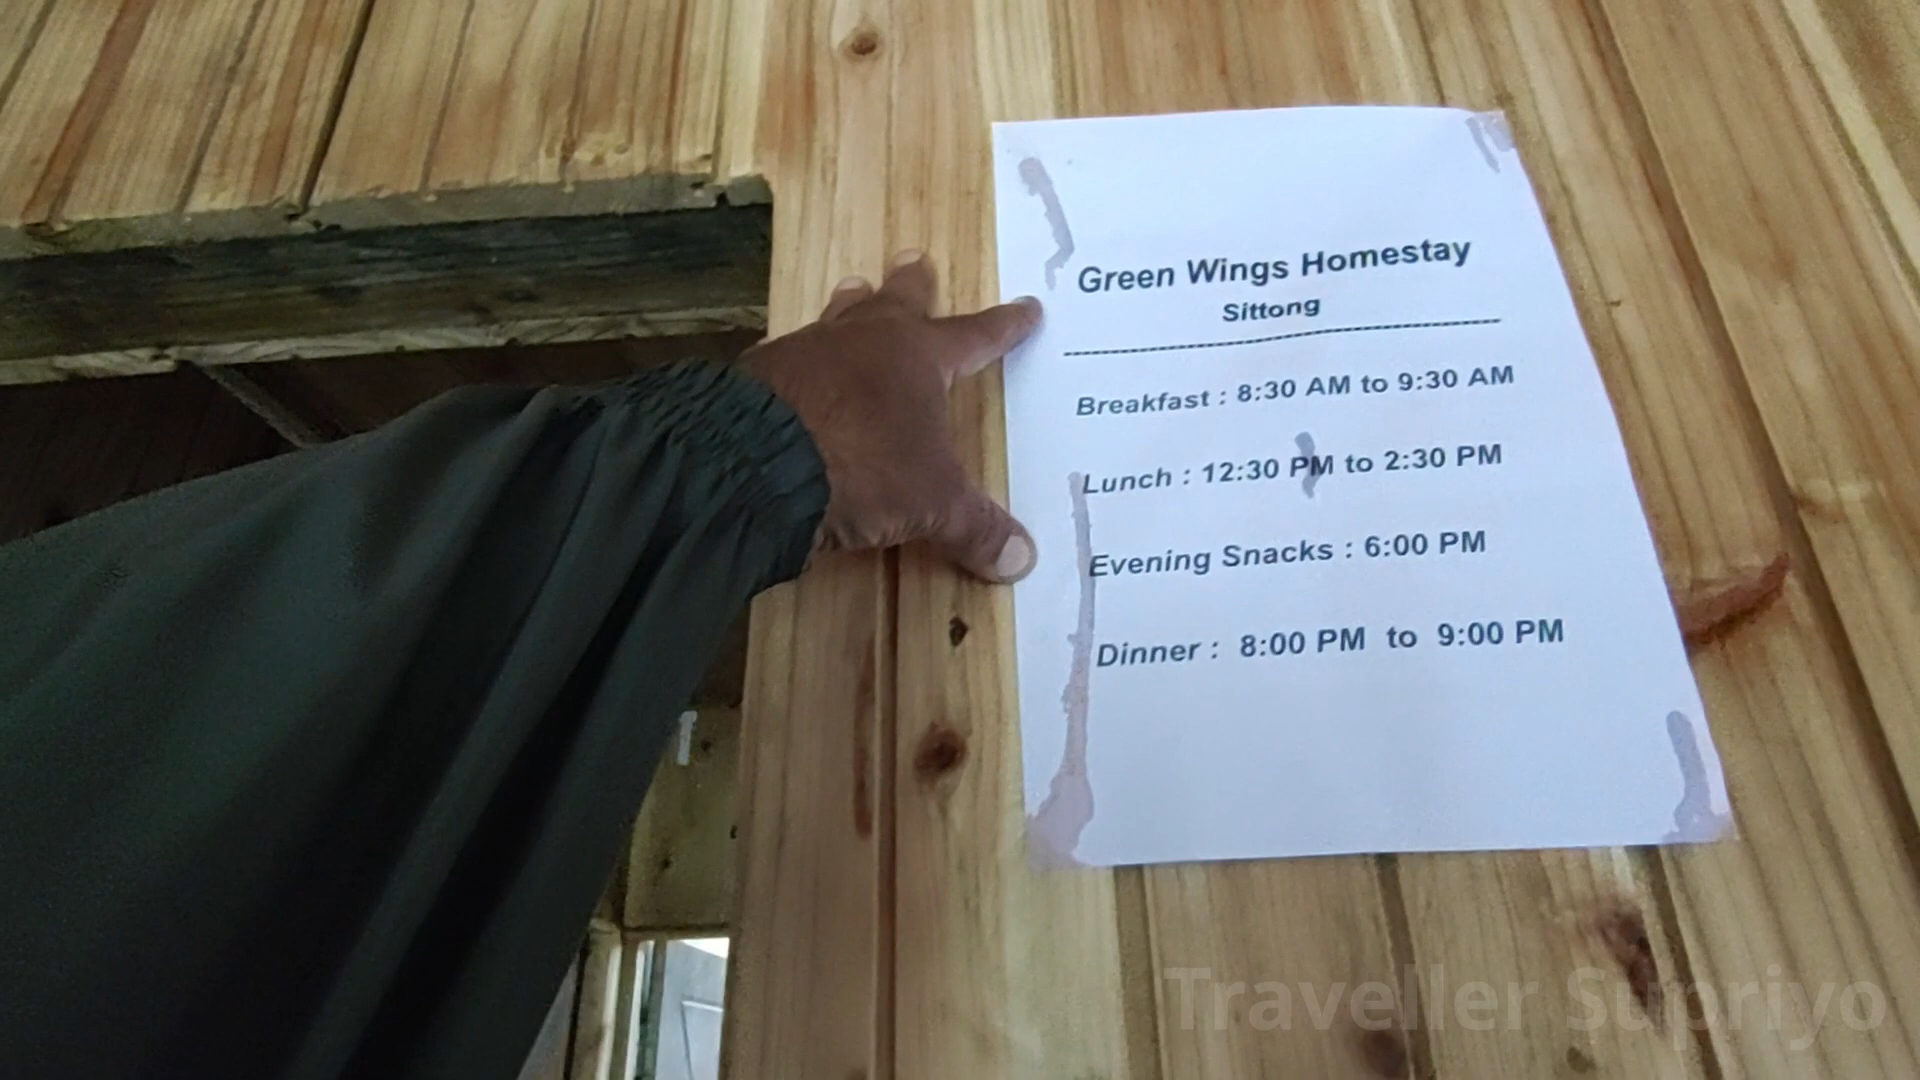 Green Wings Homestay
Sittong
Breakfast : 8:30 AM to 9:30 AM
Lunch : 12:30 PM to 2:30 PM
Evening Snacks : 6:00 PM
Dinner : 8:00 PM to 9:00 PM
Traveller Supriyo